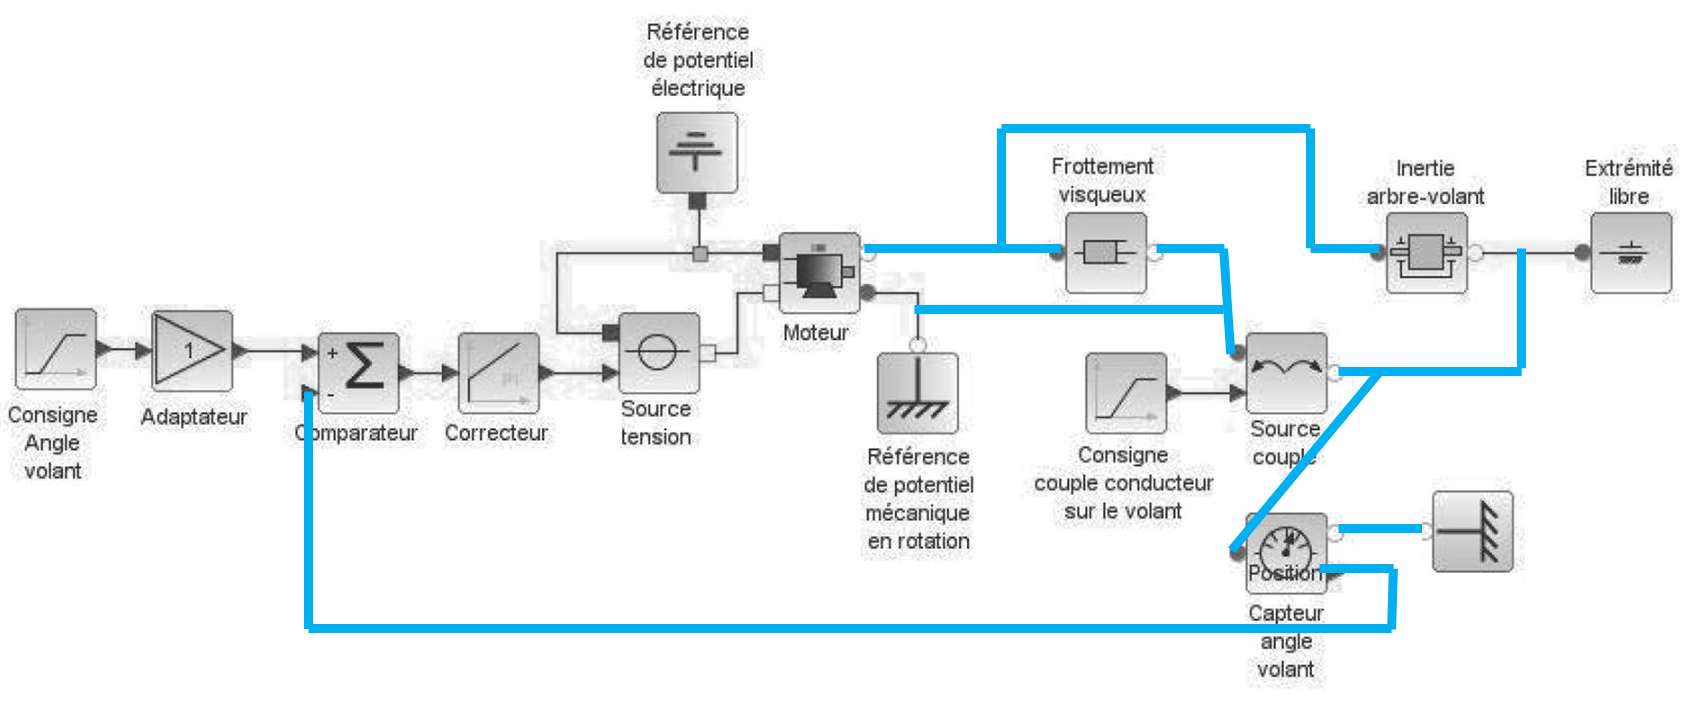 Référence
de potentiel
électrique
Frottement
visqueux
Inertie
arbre-volant
Extrémité
libre
Moteur
1
+
Σ
-
PI
Consigne
Angle
volant
Adaptateur
Comparateur
Correcteur
Source
tension
Référence
de potentiel
mécanique
en rotation
Consigne
couple conducteur
sur le volant
Source
couple
Position
Capteur
angle
volant